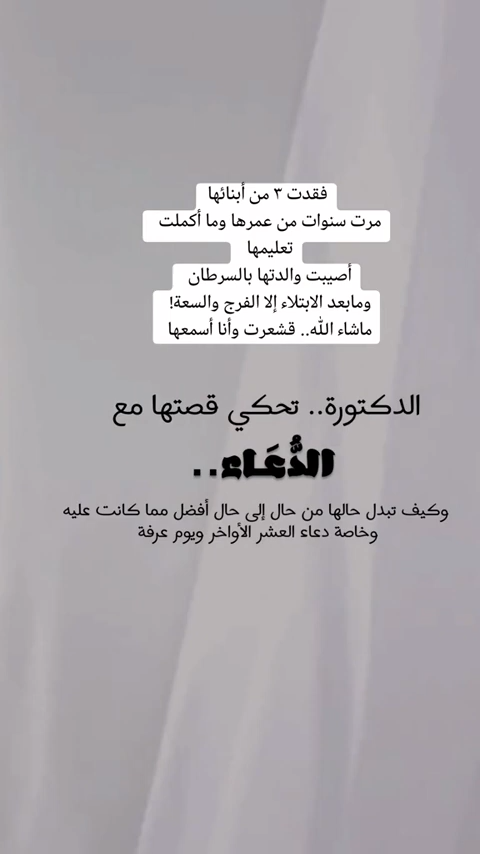 فقدت ٣ من أبنائها
مرت سنوات من عمرها وما أكملت
تعليمها
أصيبت والدتها بالسرطان
ومابعد الابتلاء إلا الفرج والسعة!
ماشاء الله.. قشعرت وأنا أسمعها
الدكتورة.. تحكي قصتها مع
الدُّعَاء..
وكيف تبدل حالها من حال إلى حال أفضل مما كانت عليه
وخاصة دعاء العشر الأواخر ويوم عرفة